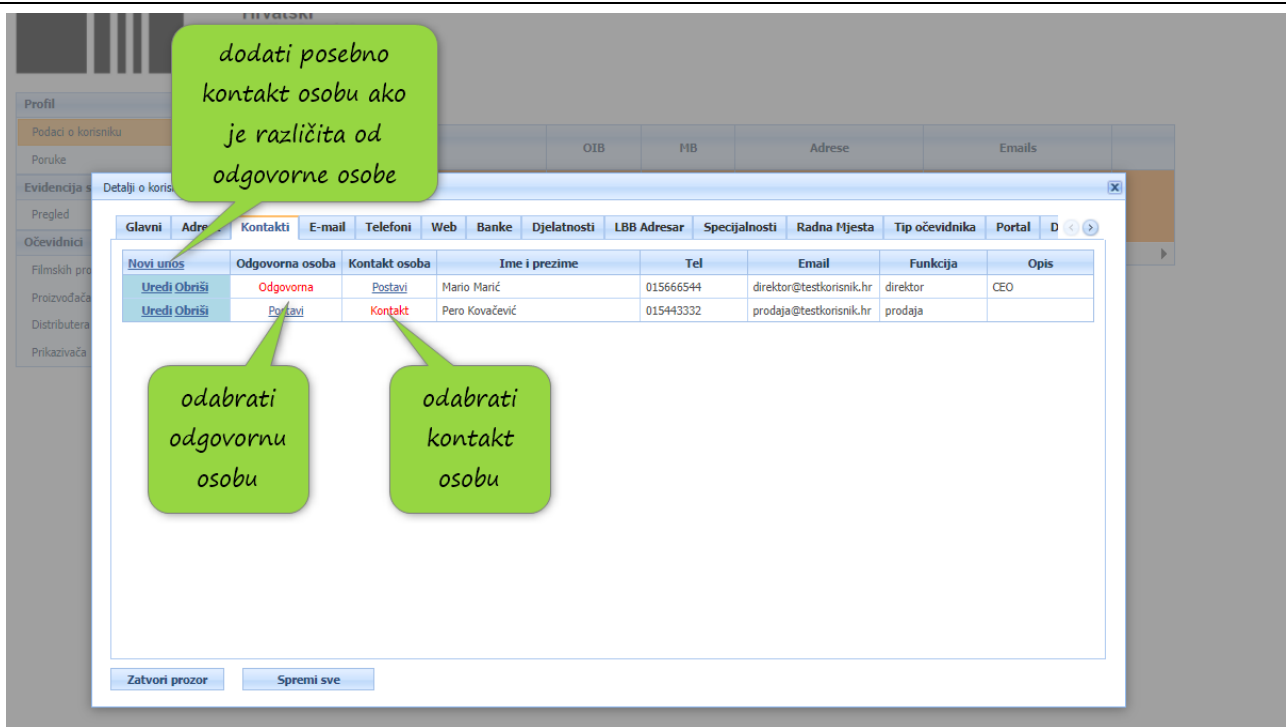 Hrvatski
dodati posebno
kontakt osobu ako
je različita od
odgovorne osobe
Profil
Podaci o korisniku
Poruke
Evidencija s
Pregled
Očevidnici
Filmskih pro
Proizvođača
Distributera
Prikazivača
OIB MB Adrese Emails
Detalji o koris
Glavni Adre Kontakti E-mail Telefoni Web Banke Djelatnosti LBB Adresar Specijalnosti Radna Mjesta Tip očevidnika Portal D
Novi unos Odgovorna osoba Kontakt osoba Ime i prezime Tel Email Funkcija Opis
Uredi Obriši Odgovorna Postavi Mario Marić 015666544 direktor@testkorisnik.hr direktor CEO
Uredi Obriši Postavi Kontakt Pero Kovačević 015443332 prodaja@testkorisnik.hr prodaja
odabrati
odgovornu
osobu
odabrati
kontakt
osobu
Zatvori prozor Spremi sve